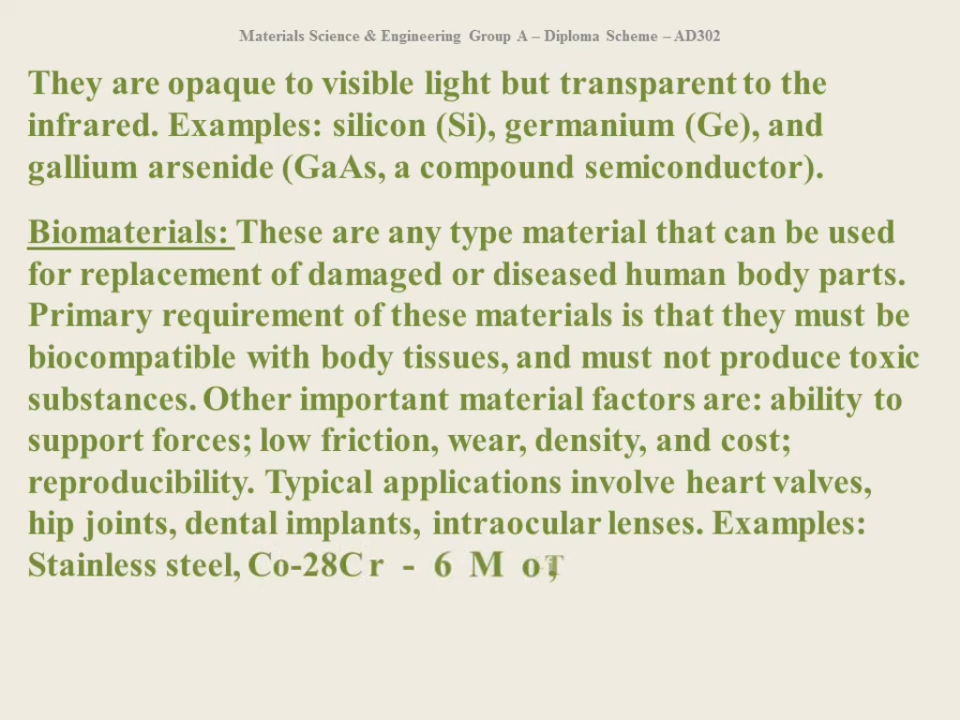 Materials Science & Engineering Group A – Diploma Scheme – AD302
They are opaque to visible light but transparent to the
infrared. Examples: silicon (Si), germanium (Ge), and
gallium arsenide (GaAs, a compound semiconductor).
Biomaterials: These are any type material that can be used
for replacement of damaged or diseased human body parts.
Primary requirement of these materials is that they must be
biocompatible with body tissues, and must not produce toxic
substances. Other important material factors are: ability to
support forces; low friction, wear, density, and cost;
reproducibility. Typical applications involve heart valves,
hip joints, dental implants, intraocular lenses. Examples:
Stainless steel, Co-28Cr - 6 M o,